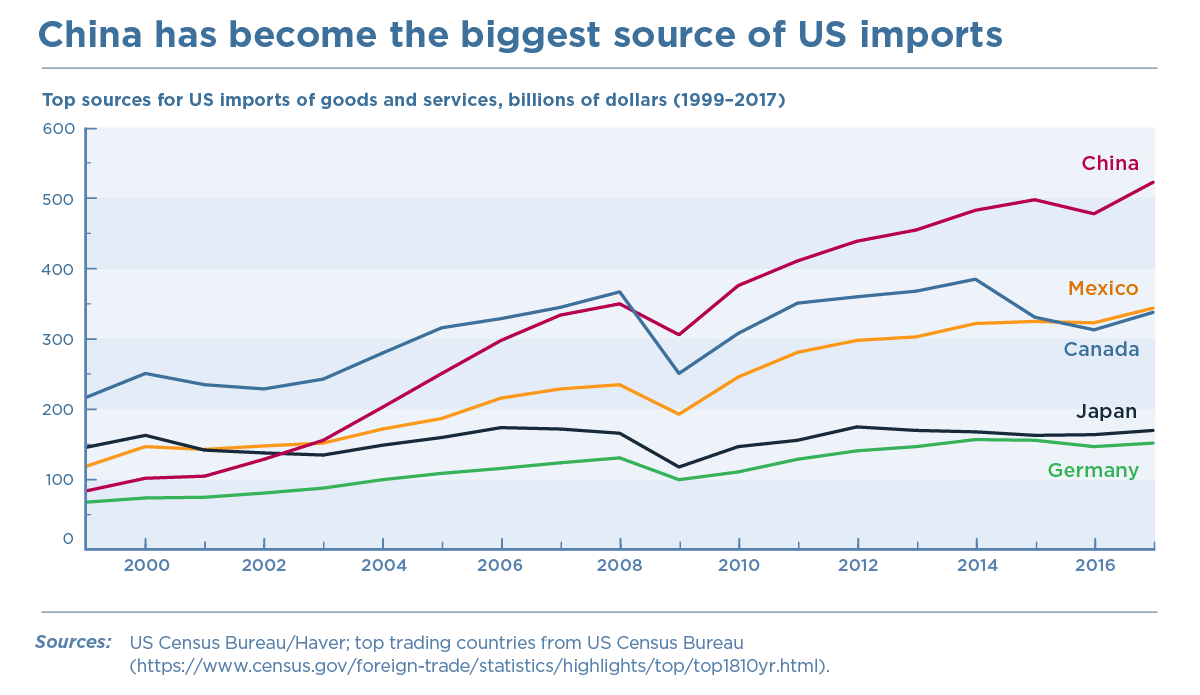 China has become the biggest source of US imports
Top sources for US imports of goods and services, billions of dollars (1999–2017)
600
500
400
300
200
100
0
China
Mexico
Canada
Japan
Germany
2000 2002 2004 2006 2008 2010 2012 2014 2016
Sources: US Census Bureau/Haver; top trading countries from US Census Bureau
(https://www.census.gov/foreign-trade/statistics/highlights/top/top1810yr.html).